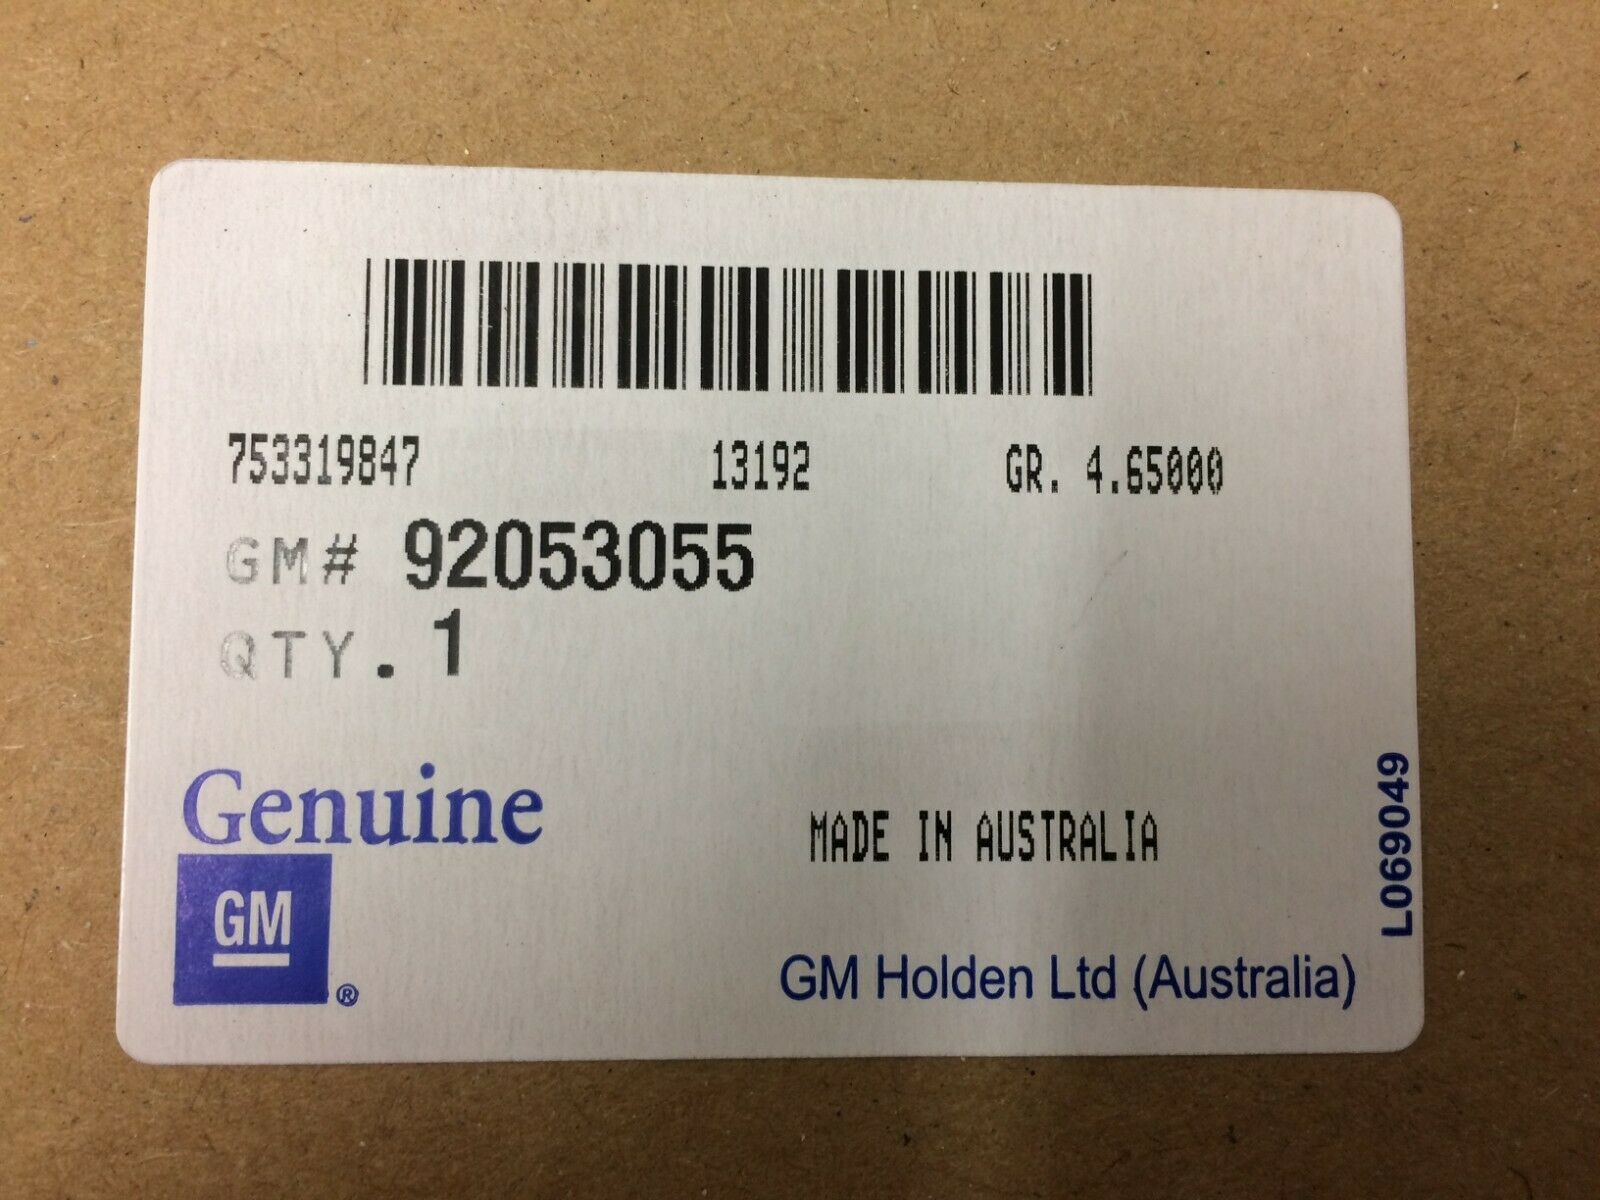 753319847 13192 GR. 4.65000
GM# 92053055
QTY. 1
Genuine
GM
®
MADE IN AUSTRALIA
GM Holden Ltd (Australia)
L069049